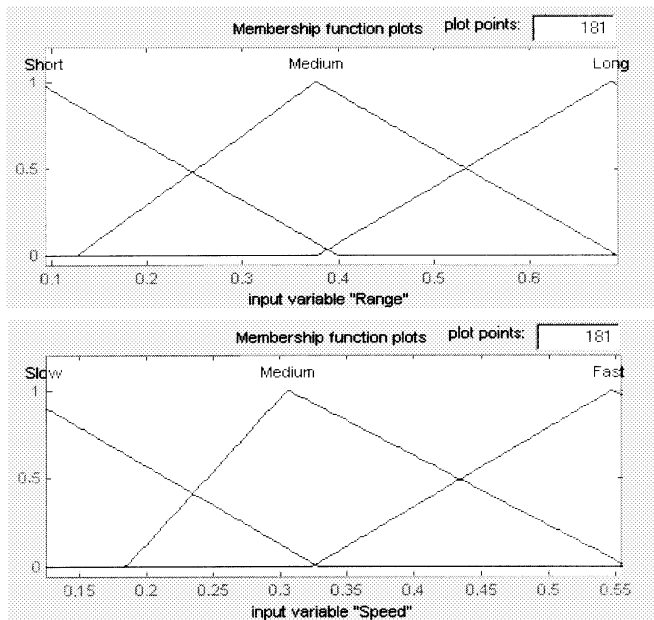 Membership function plots plot points: 181
Short Medium Long
1
0.5
0
0.1 0.2 0.3 0.4 0.5 0.6
input variable "Range"
Membership function plots plot points: 181
Slow Medium Fast
1
0.5
0
0.15 0.2 0.25 0.3 0.35 0.4 0.45 0.5 0.55
input variable "Speed"